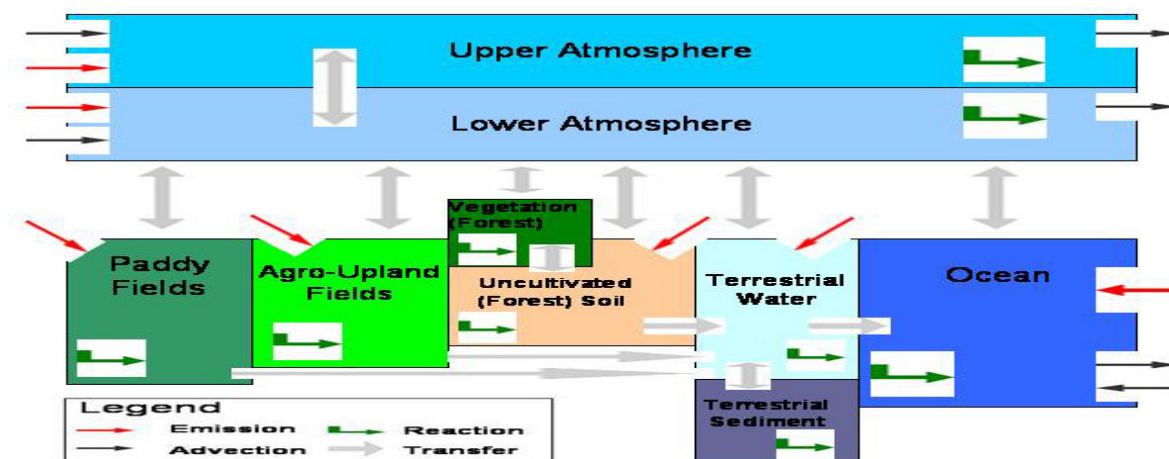 Upper Atmosphere
Lower Atmosphere
Vegetation
(Forest)
Paddy
Fields
Agro-Upland
Fields
Uncultivated
(Forest) Soil
Terrestrial
Water
Ocean
Terrestrial
Sediment
Legend
Emission
Reaction
Advection
Transfer